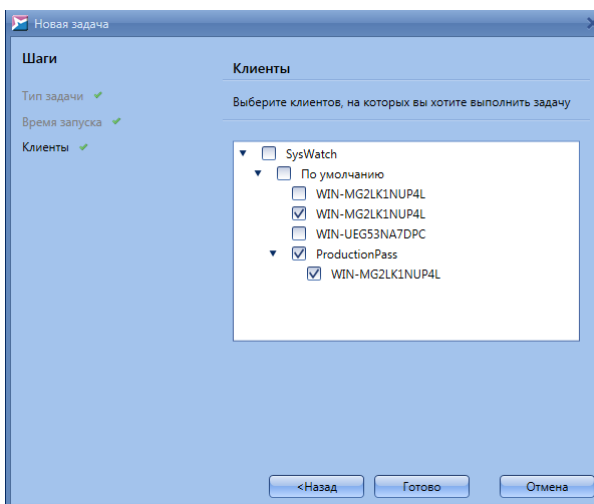 Новая задача
Шаги
Тип задачи
Время запуска
Клиенты
Клиенты
Выберите клиентов, на которых вы хотите выполнить задачу
SysWatch
По умолчанию
WIN-MG2LK1NUP4L
WIN-MG2LK1NUP4L
WIN-UEG53NA7DPC
ProductionPass
WIN-MG2LK1NUP4L
<Назад Готово Отмена